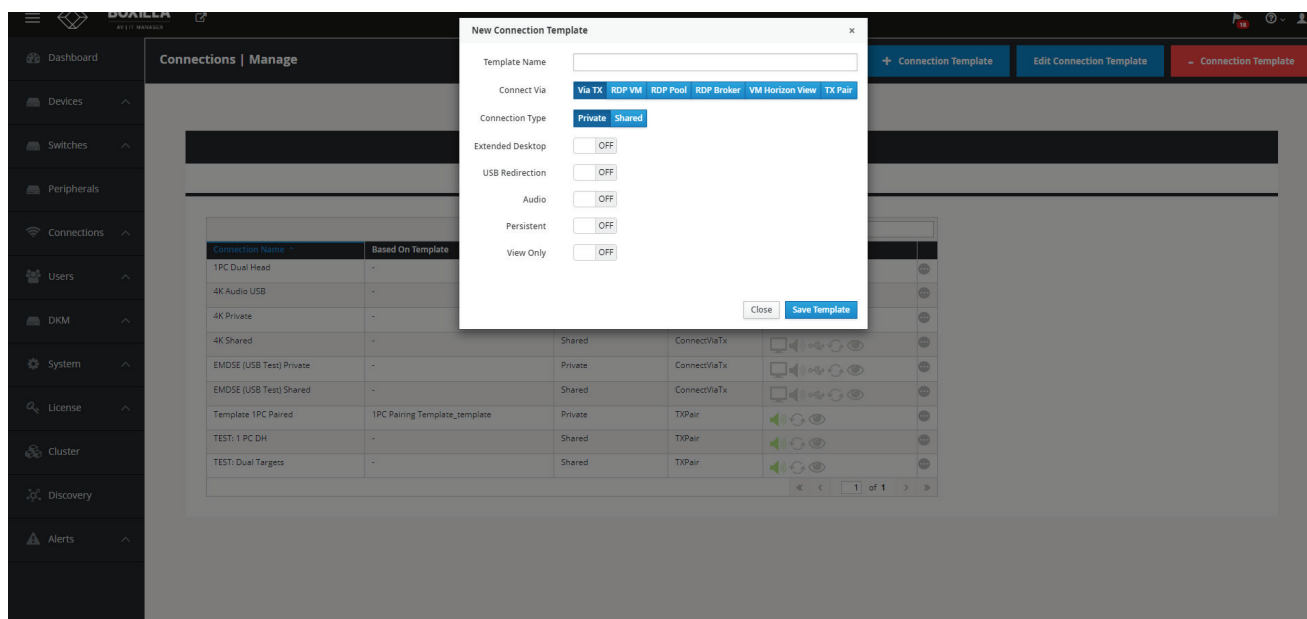 BOXILLA
AV | IT MANAGER
18
Dashboard
Devices
Switches
Peripherals
Connections
Users
DKM
System
License
Cluster
Discovery
Alerts
Connections | Manage
+ Connection Template
Edit Connection Template
- Connection Template
New Connection Template ×
Template Name
Connect Via Via TX RDP VM RDP Pool RDP Broker VM Horizon View TX Pair
Connection Type Private Shared
Extended Desktop OFF
USB Redirection OFF
Audio OFF
Persistent OFF
View Only OFF
Close Save Template
Connection Name Based On Template
1PC Dual Head -
4K Audio USB -
4K Private -
4K Shared - Shared ConnectViaTx
EMDSE (USB Test) Private - Private ConnectViaTx
EMDSE (USB Test) Shared - Shared ConnectViaTx
Template 1PC Paired 1PC Pairing Template_template Private TXPair
TEST: 1 PC DH - Shared TXPair
TEST: Dual Targets - Shared TXPair
« < 1 of 1 > »